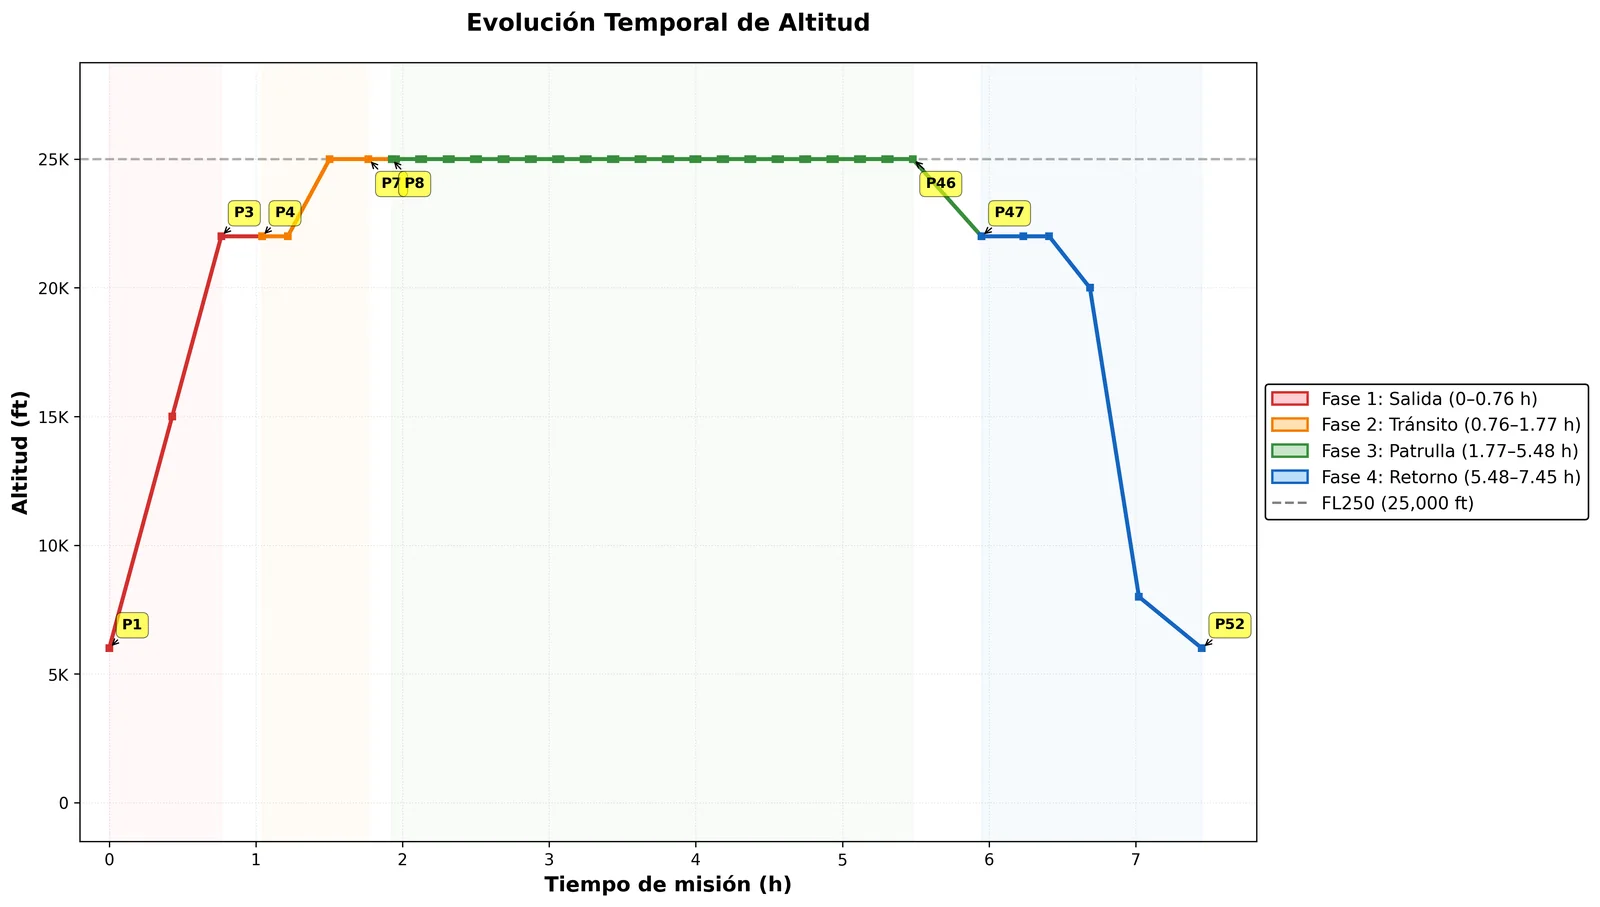 Evolución Temporal de Altitud
Altitud (ft)
25K
20K
15K
10K
5K
0
P1
P3
P4
P7
P8
P46
P47
P52
0 1 2 3 4 5 6 7
Tiempo de misión (h)
Fase 1: Salida (0–0.76 h)
Fase 2: Tránsito (0.76–1.77 h)
Fase 3: Patrulla (1.77–5.48 h)
Fase 4: Retorno (5.48–7.45 h)
FL250 (25,000 ft)